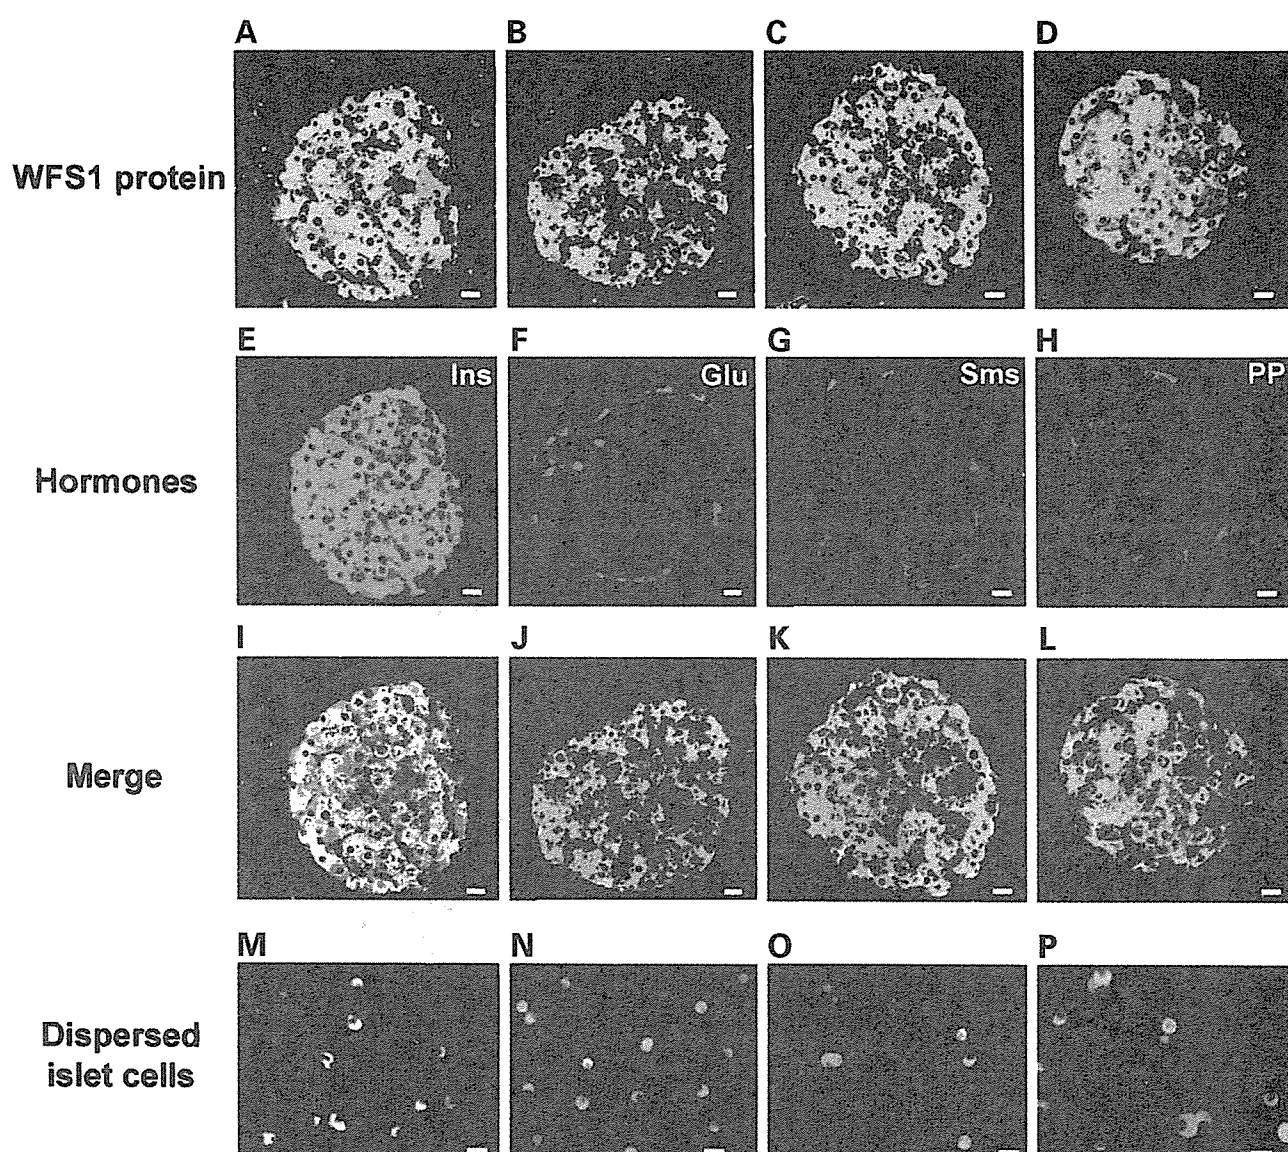 A B C D
WFS1 protein
E F G H
Ins Glu Sms PP
Hormones
I J K L
Merge
M N O P
Dispersed
islet cells